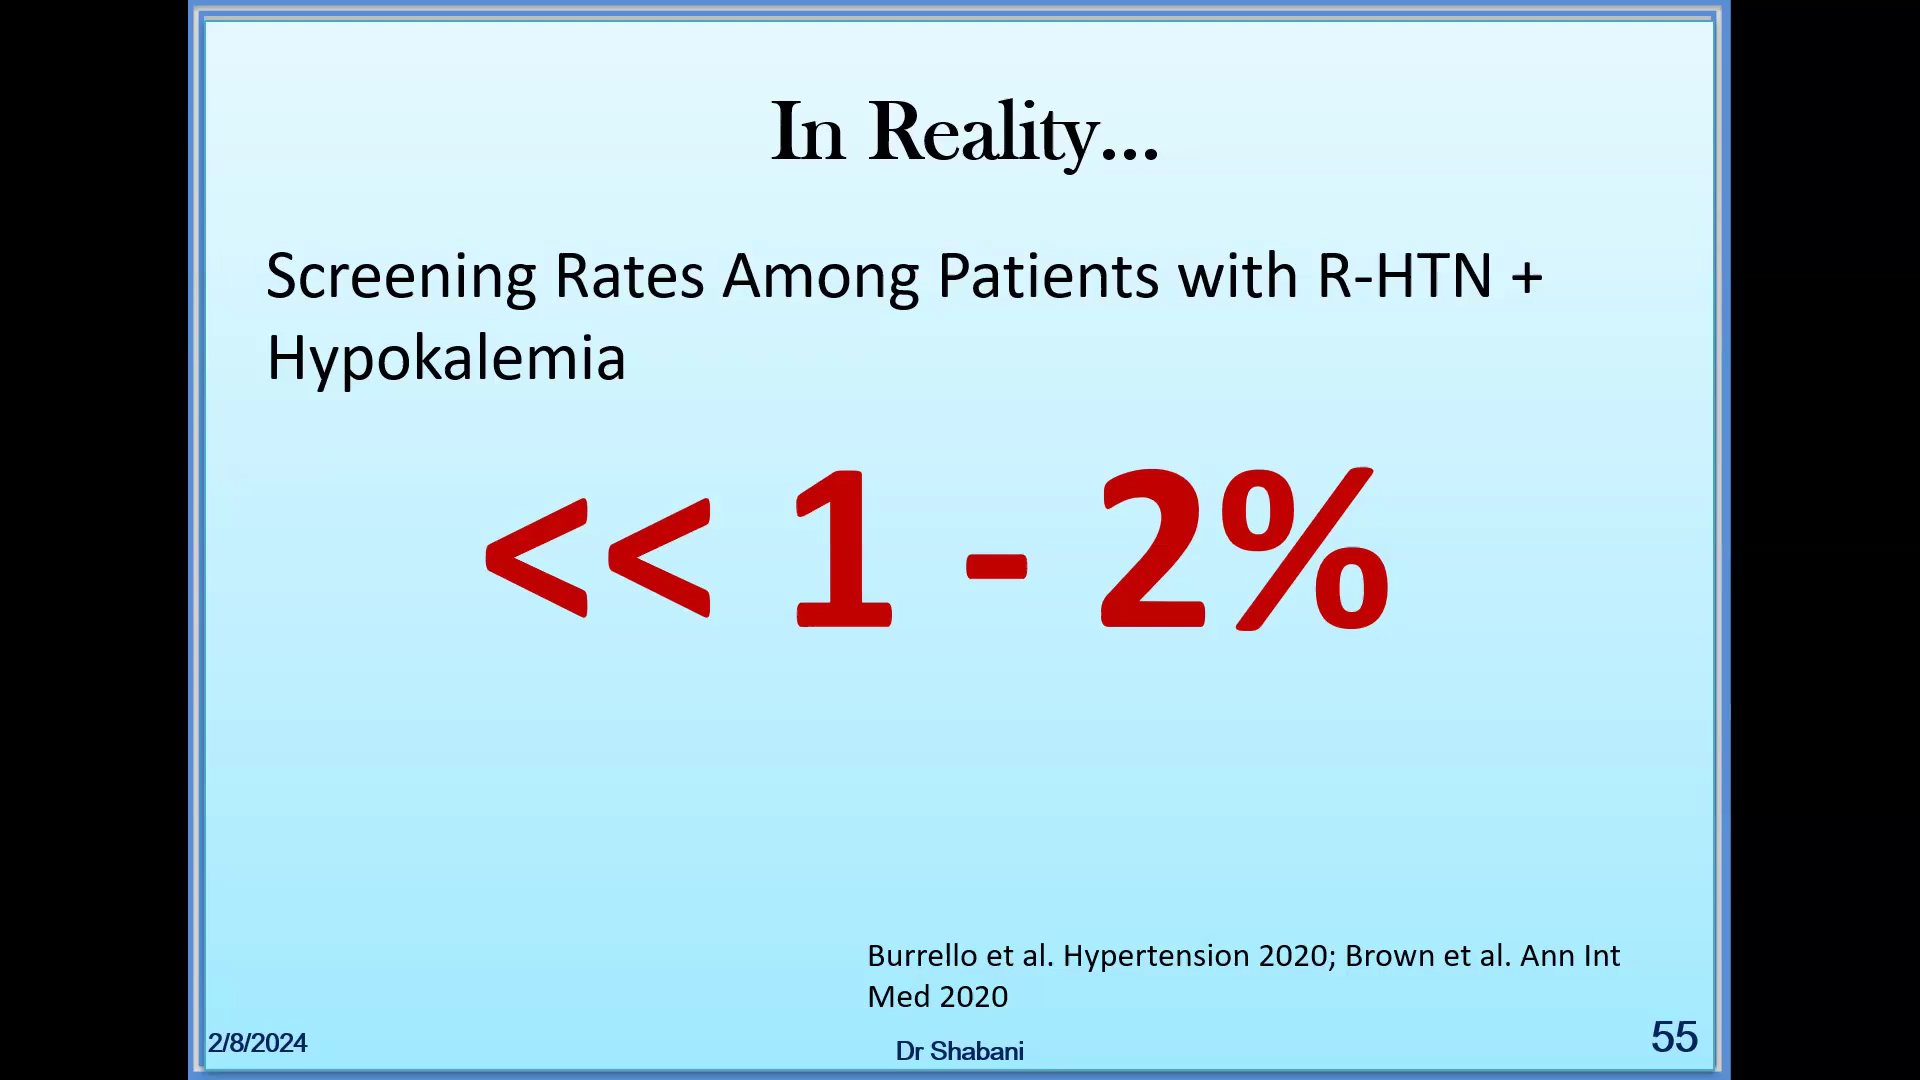 In Reality...
Screening Rates Among Patients with R-HTN +
Hypokalemia
<< 1 - 2%
Burrello et al. Hypertension 2020; Brown et al. Ann Int
Med 2020
2/8/2024
Dr Shabani
55